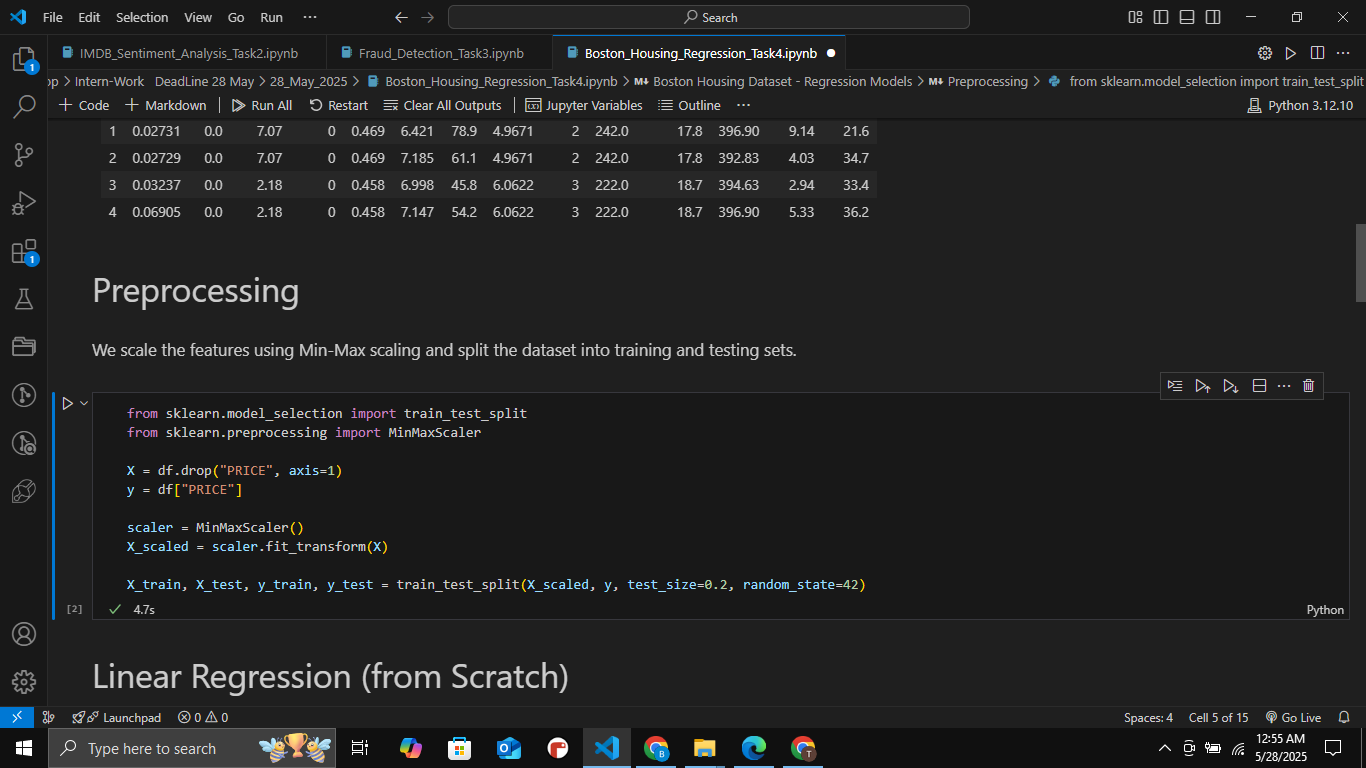 File Edit Selection View Go Run ··· Search
IMDB_Sentiment_Analysis_Task2.ipynb Fraud_Detection_Task3.ipynb Boston_Housing_Regression_Task4.ipynb
op > Intern-Work DeadLine 28 May > 28_May_2025 > Boston_Housing_Regression_Task4.ipynb > M↓ Boston Housing Dataset - Regression Models > M↓ Preprocessing > from sklearn.model_selection import train_test_split
+ Code + Markdown Run All Restart Clear All Outputs Jupyter Variables Outline ··· Python 3.12.10
1 0.02731 0.0 7.07 0 0.469 6.421 78.9 4.9671 2 242.0 17.8 396.90 9.14 21.6
2 0.02729 0.0 7.07 0 0.469 7.185 61.1 4.9671 2 242.0 17.8 392.83 4.03 34.7
3 0.03237 0.0 2.18 0 0.458 6.998 45.8 6.0622 3 222.0 18.7 394.63 2.94 33.4
4 0.06905 0.0 2.18 0 0.458 7.147 54.2 6.0622 3 222.0 18.7 396.90 5.33 36.2
Preprocessing
We scale the features using Min-Max scaling and split the dataset into training and testing sets.
from sklearn.model_selection import train_test_split
from sklearn.preprocessing import MinMaxScaler
X = df.drop("PRICE", axis=1)
y = df["PRICE"]
scaler = MinMaxScaler()
X_scaled = scaler.fit_transform(X)
X_train, X_test, y_train, y_test = train_test_split(X_scaled, y, test_size=0.2, random_state=42)
[2] 4.7s Python
Linear Regression (from Scratch)
Launchpad 0 0 Spaces: 4 Cell 5 of 15 Go Live
Type here to search
12:55 AM
5/28/2025
1
1
B
T